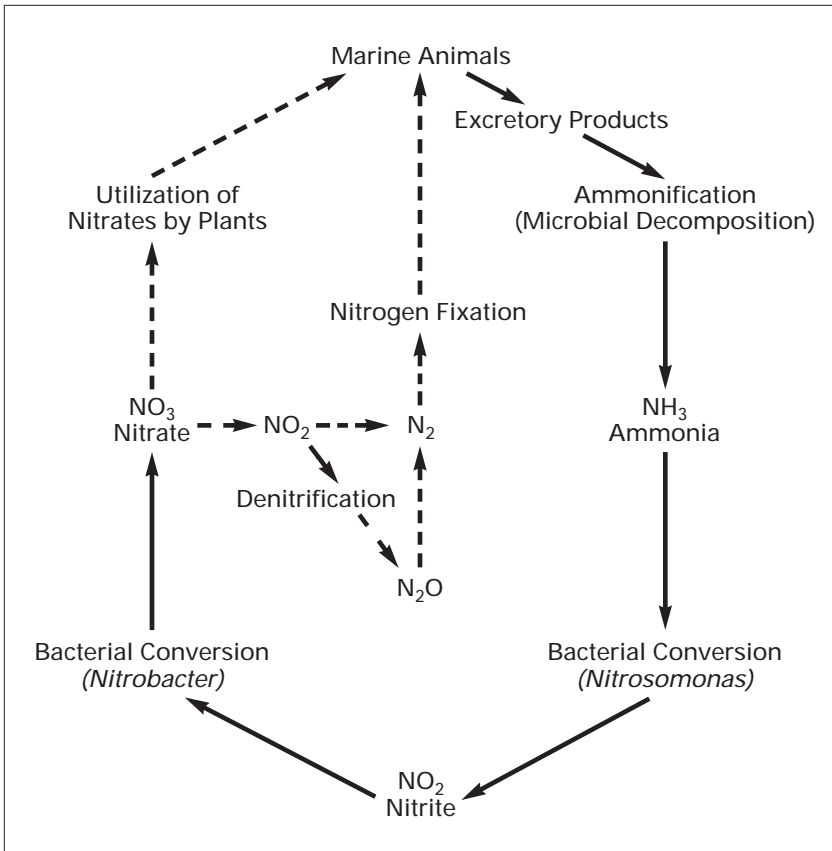 Marine Animals
Excretory Products
Utilization of
Nitrates by Plants
Ammonification
(Microbial Decomposition)
Nitrogen Fixation
NO₃
Nitrate
NO₂
N₂
NH₃
Ammonia
Denitrification
N₂O
Bacterial Conversion
(Nitrobacter)
Bacterial Conversion
(Nitrosomonas)
NO₂
Nitrite